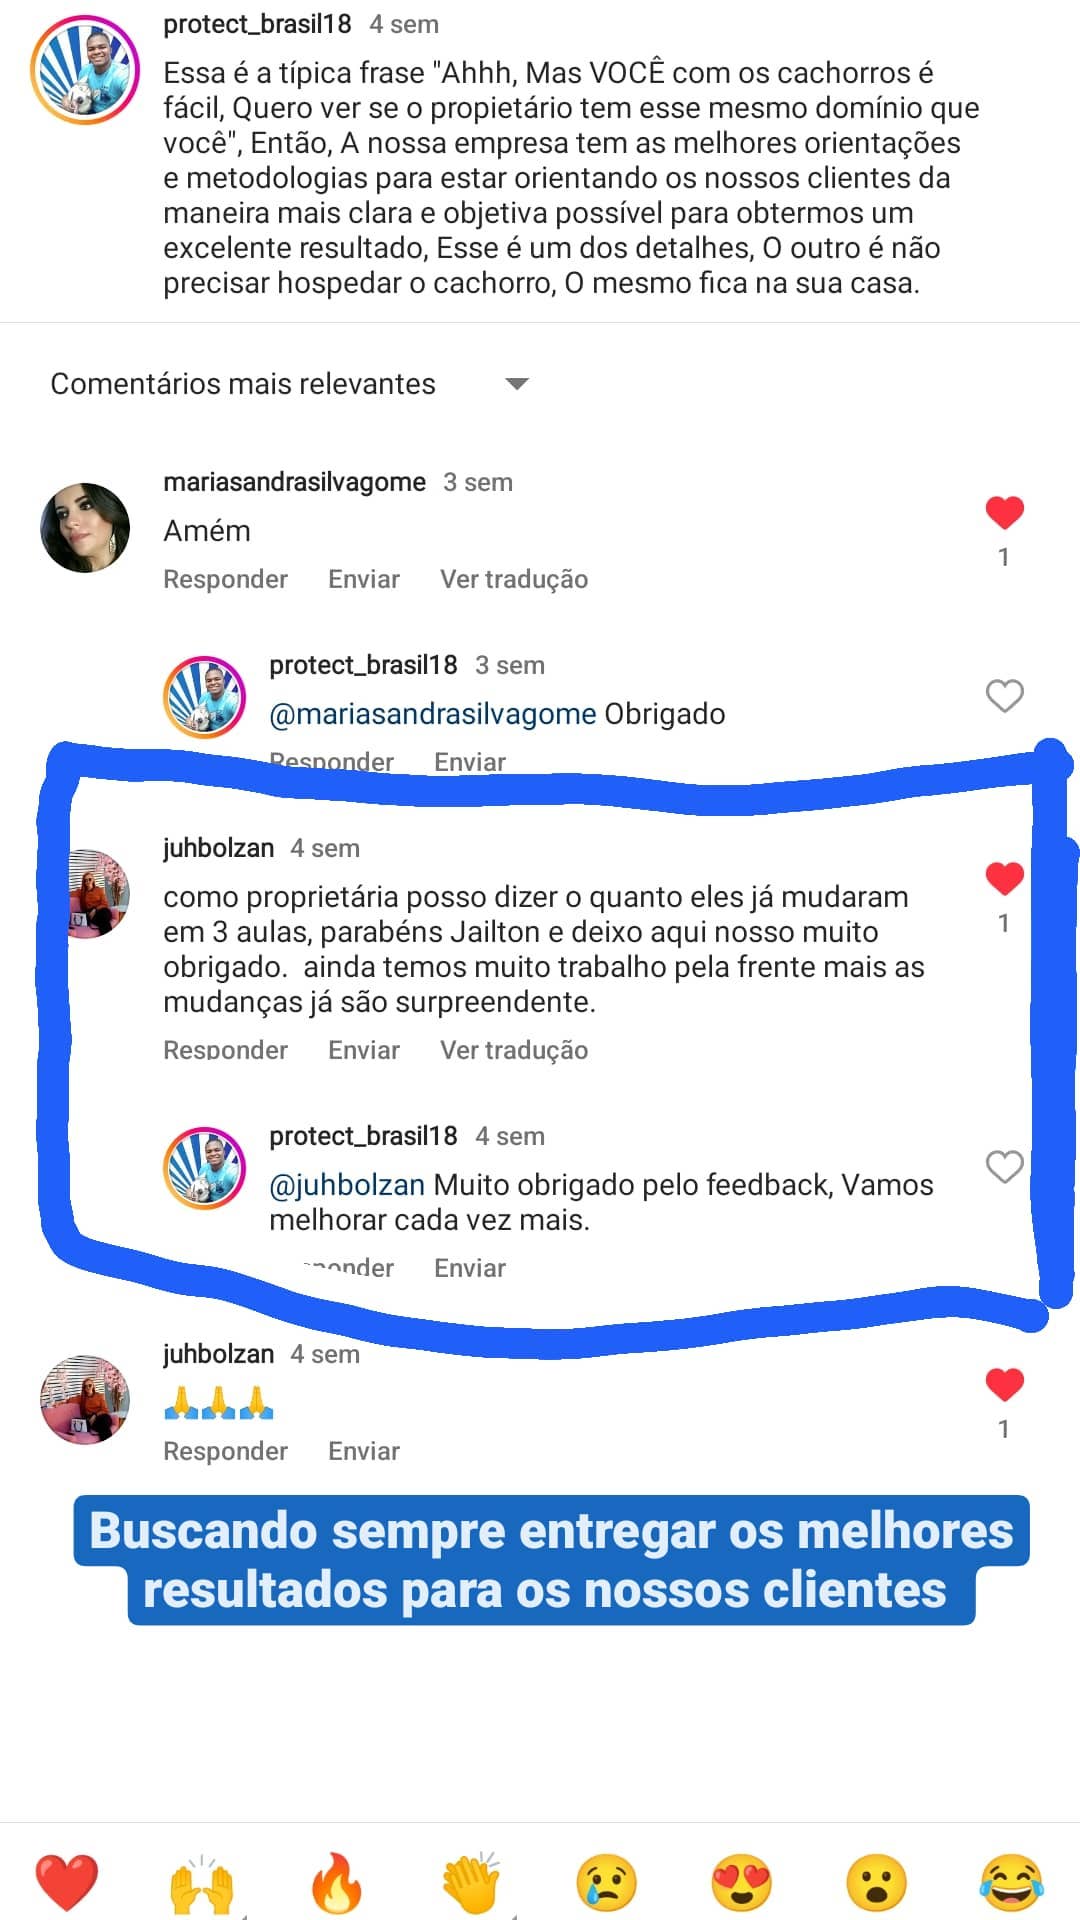 protect_brasil18 4 sem
Essa é a típica frase "Ahhh, Mas VOCÊ com os cachorros é
fácil, Quero ver se o propietário tem esse mesmo domínio que
você", Então, A nossa empresa tem as melhores orientações
e metodologias para estar orientando os nossos clientes da
maneira mais clara e objetiva possível para obtermos um
excelente resultado, Esse é um dos detalhes, O outro é não
precisar hospedar o cachorro, O mesmo fica na sua casa.
Comentários mais relevantes
mariasandrasilvagome 3 sem
Amém
1
Responder Enviar Ver tradução
protect_brasil18 3 sem
@mariasandrasilvagome Obrigado
Responder Enviar
juhbolzan 4 sem
como proprietária posso dizer o quanto eles já mudaram
em 3 aulas, parabéns Jailton e deixo aqui nosso muito
obrigado. ainda temos muito trabalho pela frente mais as
mudanças já são surpreendente.
1
Responder Enviar Ver tradução
protect_brasil18 4 sem
@juhbolzan Muito obrigado pelo feedback, Vamos
melhorar cada vez mais.
Enviar
juhbolzan 4 sem
🙏🙏🙏
1
Responder Enviar
Buscando sempre entregar os melhores
resultados para os nossos clientes